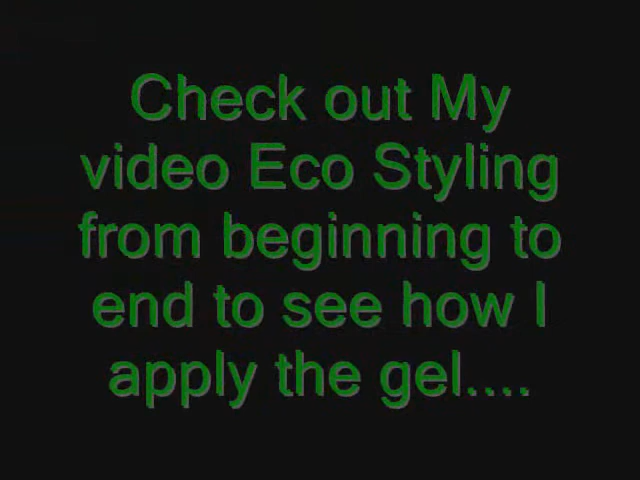 Check out My
video Eco Styling
from beginning to
end to see how I
apply the gel....